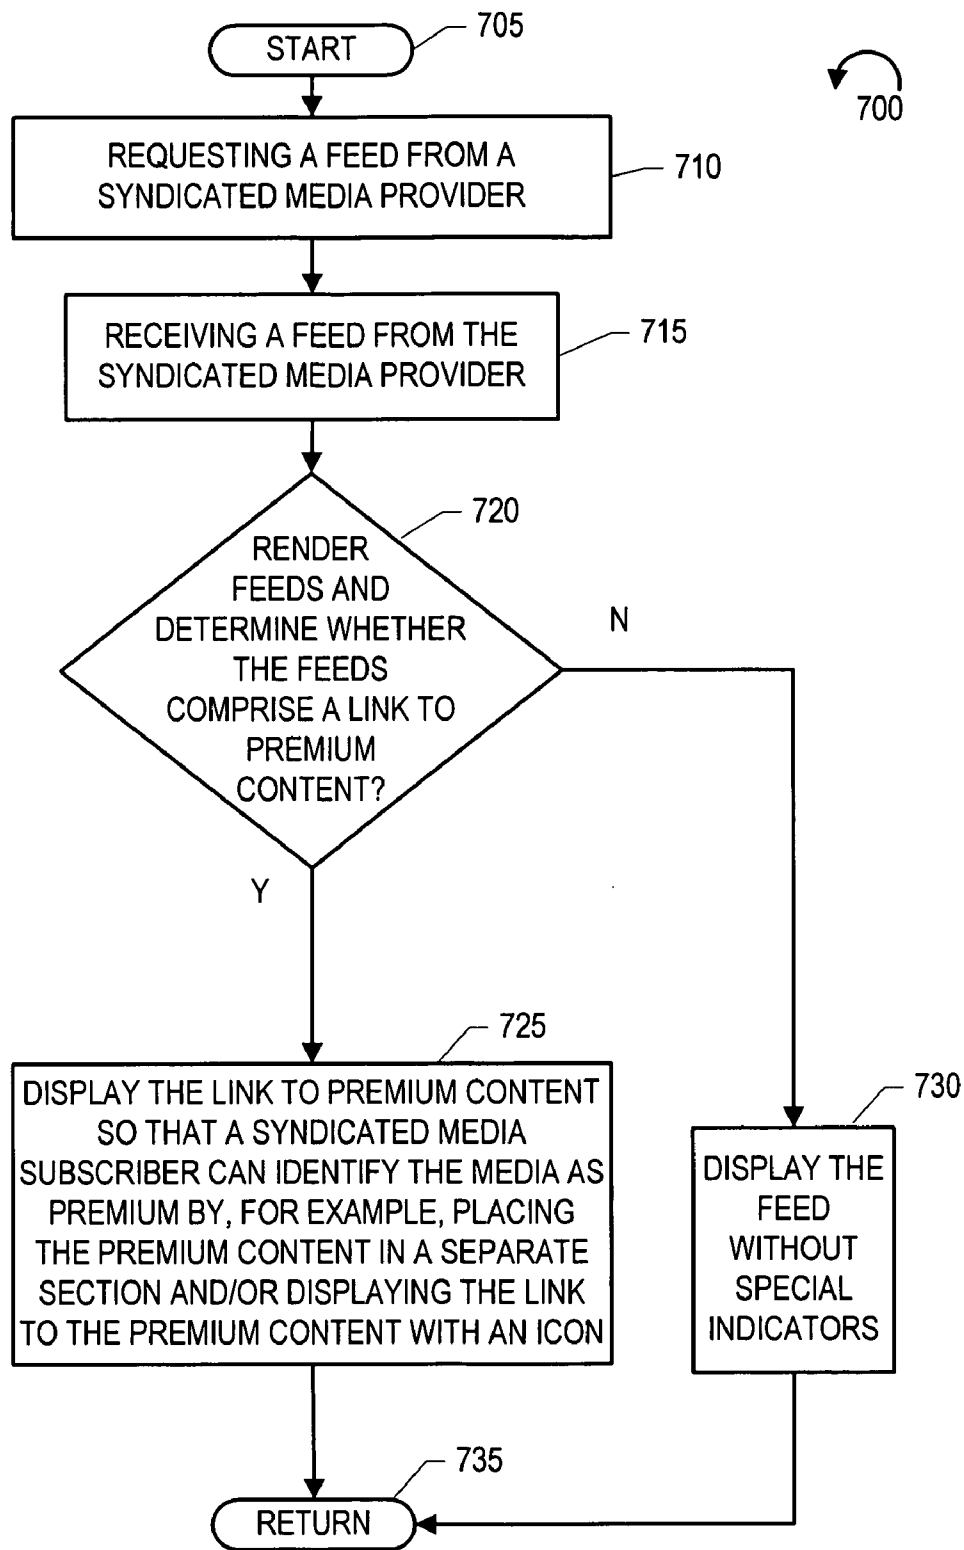 START
705
700
REQUESTING A FEED FROM A
SYNDICATED MEDIA PROVIDER
710
RECEIVING A FEED FROM THE
SYNDICATED MEDIA PROVIDER
715
720
RENDER
FEEDS AND
DETERMINE WHETHER
THE FEEDS
COMPRISE A LINK TO
PREMIUM
CONTENT?
N
Y
725
DISPLAY THE LINK TO PREMIUM CONTENT
SO THAT A SYNDICATED MEDIA
SUBSCRIBER CAN IDENTIFY THE MEDIA AS
PREMIUM BY, FOR EXAMPLE, PLACING
THE PREMIUM CONTENT IN A SEPARATE
SECTION AND/OR DISPLAYING THE LINK
TO THE PREMIUM CONTENT WITH AN ICON
730
DISPLAY THE
FEED
WITHOUT
SPECIAL
INDICATORS
735
RETURN